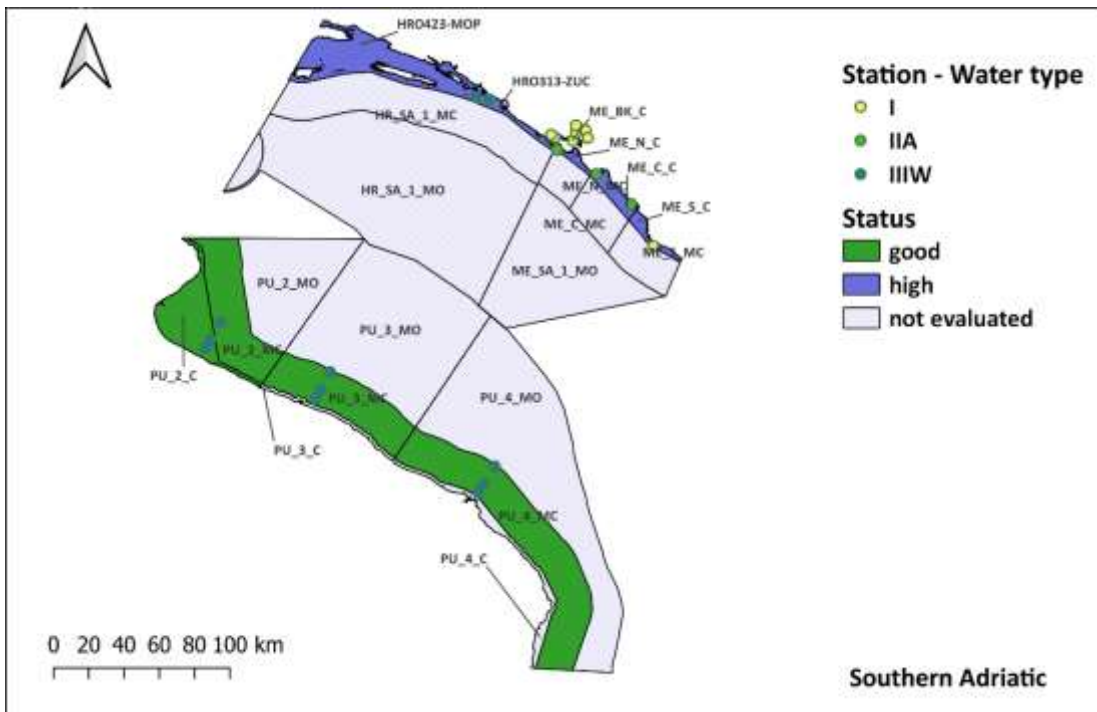 HRO423-MOP
HRO313-ZUC
ME_BK_C
HR_SA_1_MC
ME_N_C
ME_C_C
HR_SA_1_MO
ME_S_C
ME_C_MC
ME_SA_1_MO
PU_2_MO
PU_3_MO
PU_2_C
PU_4_MO
PU_3_C
PU_4_MC
PU_4_C
Station - Water type
I
IIA
IIIW
Status
good
high
not evaluated
0 20 40 60 80 100 km
Southern Adriatic